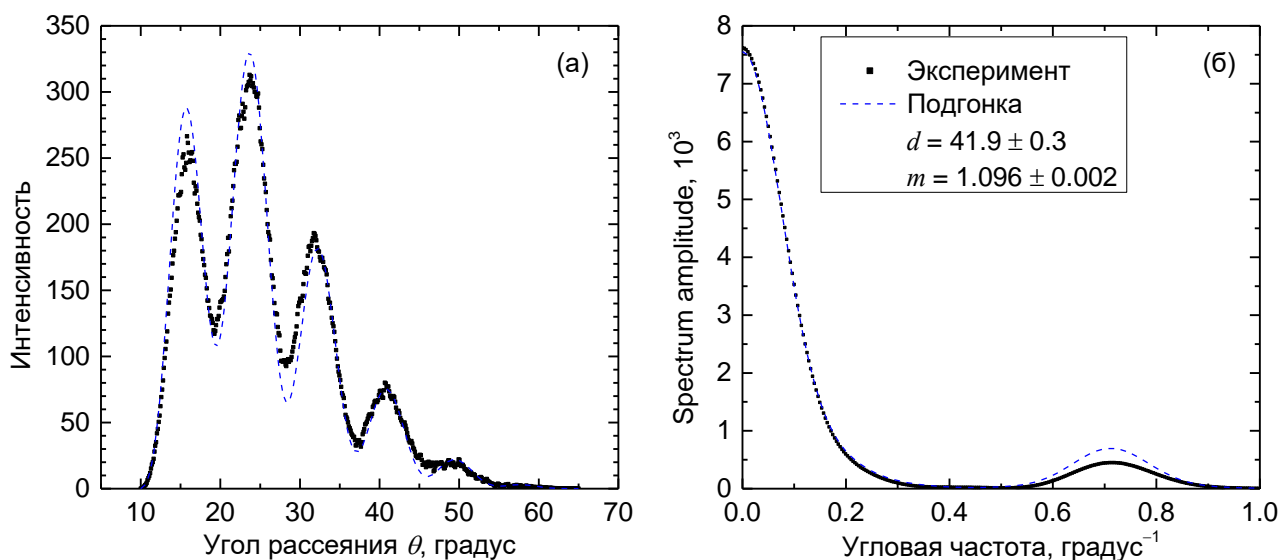 350
300
250
200
150
100
50
0
10 20 30 40 50 60 70
Интенсивность
Угол рассеяния θ, градус
(а)
8
7
6
5
4
3
2
1
0
0.0 0.2 0.4 0.6 0.8 1.0
Spectrum amplitude, 10³
Угловая частота, градус⁻¹
(б)
Эксперимент
Подгонка
d = 41.9 ± 0.3
m = 1.096 ± 0.002